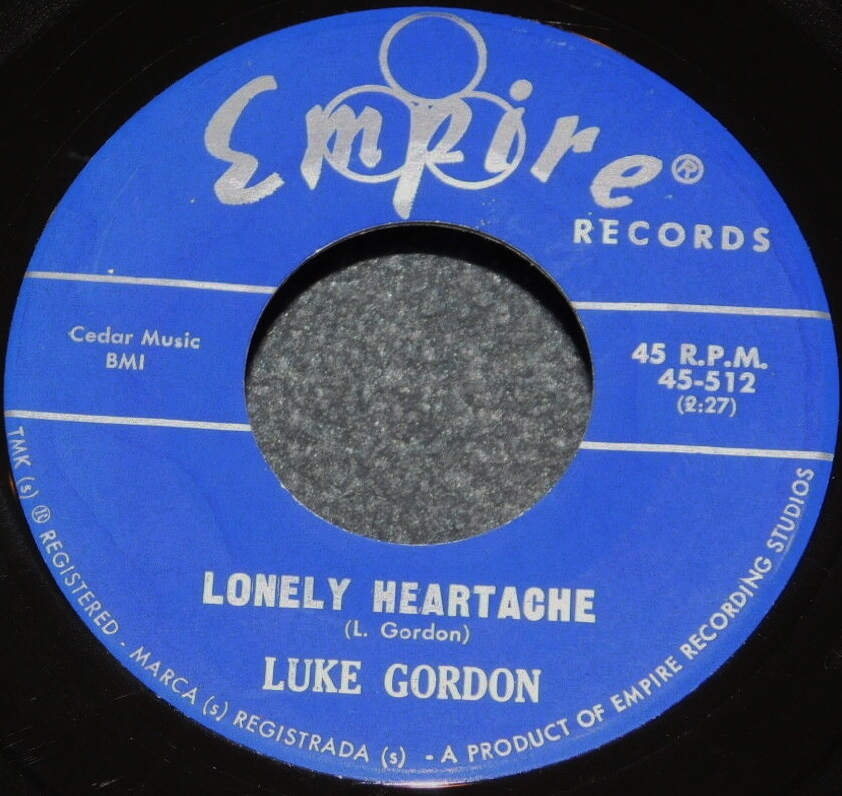 Empire®
RECORDS
Cedar Music
BMI
45 R.P.M.
45-512
(2:27)
LONELY HEARTACHE
(L. Gordon)
LUKE GORDON
TMK (s) ® REGISTERED - MARCA (s) REGISTRADA (s) - A PRODUCT OF EMPIRE RECORDING STUDIOS